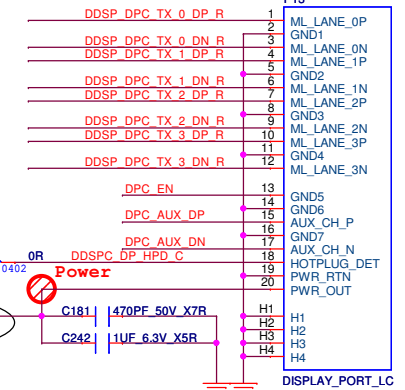 DDSP_DPC_TX_0_DP_R 1 ML_LANE_0P
2 GND1
DDSP_DPC_TX_0_DN_R 3 ML_LANE_0N
DDSP_DPC_TX_1_DP_R 4 ML_LANE_1P
5 GND2
DDSP_DPC_TX_1_DN_R 6 ML_LANE_1N
DDSP_DPC_TX_2_DP_R 7 ML_LANE_2P
8 GND3
DDSP_DPC_TX_2_DN_R 9 ML_LANE_2N
DDSP_DPC_TX_3_DP_R 10 ML_LANE_3P
11 GND4
DDSP_DPC_TX_3_DN_R 12 ML_LANE_3N
DPC_EN 13 GND5
14 GND6
DPC_AUX_DP 15 AUX_CH_P
16 GND7
DPC_AUX_DN 17 AUX_CH_N
0R DDSPC_DP_HPD_C 18 HOTPLUG_DET
0402 Power 19 PWR_RTN
20 PWR_OUT
C181 470PF_50V_X7R H1 H1
H2 H2
C242 1UF_6.3V_X5R H3 H3
H4 H4
DISPLAY_PORT_LC